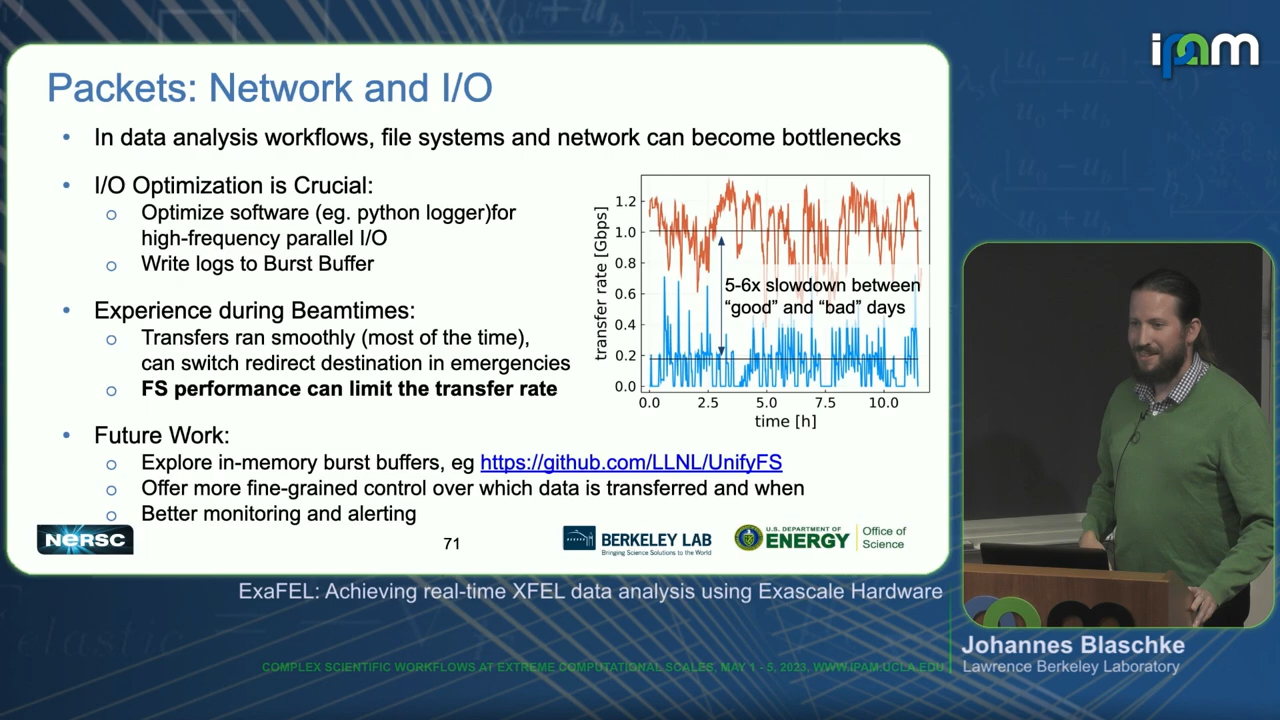 ipam
Packets: Network and I/O
• In data analysis workflows, file systems and network can become bottlenecks
• I/O Optimization is Crucial:
o Optimize software (eg. python logger)for
high-frequency parallel I/O
o Write logs to Burst Buffer
• Experience during Beamtimes:
o Transfers ran smoothly (most of the time),
can switch redirect destination in emergencies
o FS performance can limit the transfer rate
• Future Work:
o Explore in-memory burst buffers, eg https://github.com/LLNL/UnifyFS
o Offer more fine-grained control over which data is transferred and when
o Better monitoring and alerting
transfer rate [Gbps]
1.2
1.0
0.8
0.6
0.4
0.2
0.0
5-6x slowdown between
“good” and “bad” days
0.0 2.5 5.0 7.5 10.0
time [h]
NERSC
71
BERKELEY LAB
Bringing Science Solutions to the World
U.S. DEPARTMENT OF
ENERGY
Office of
Science
ExaFEL: Achieving real-time XFEL data analysis using Exascale Hardware
Johannes Blaschke
Lawrence Berkeley Laboratory
COMPLEX SCIENTIFIC WORKFLOWS AT EXTREME COMPUTATIONAL SCALES, MAY 1 - 5, 2023, WWW.IPAM.UCLA.EDU
elastic